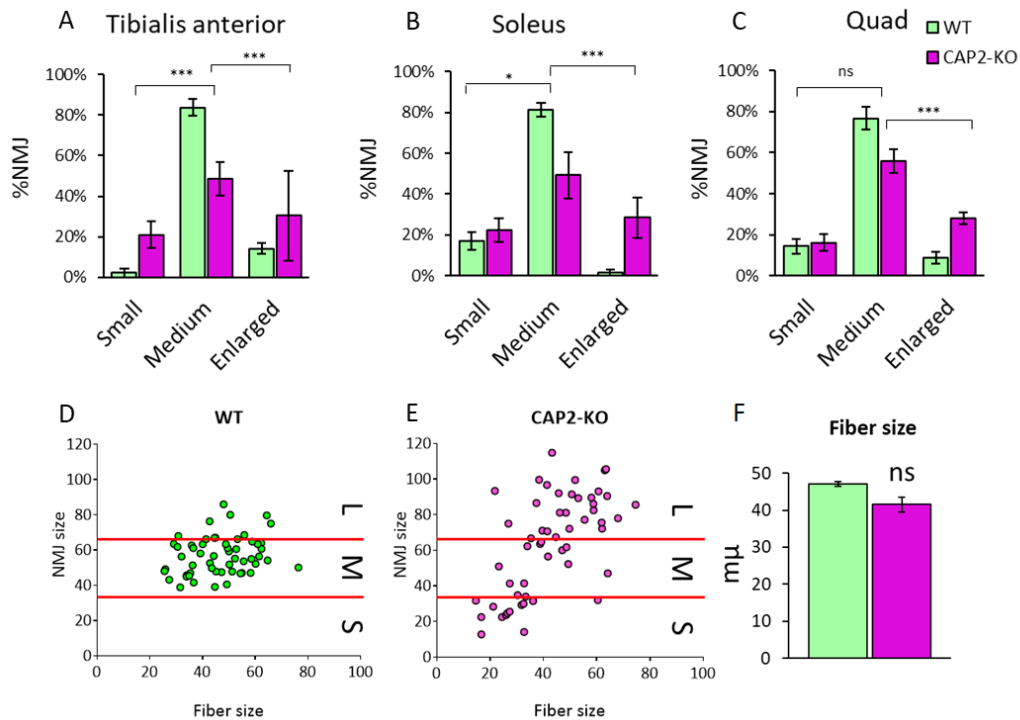 A Tibialis anterior
B Soleus
C Quad
WT
CAP2-KO
%NMJ
100%
80%
60%
40%
20%
0%
***
***
Small
Medium
Enlarged
%NMJ
100%
80%
60%
40%
20%
0%
*
***
Small
Medium
Enlarged
%NMJ
100%
80%
60%
40%
20%
0%
ns
***
Small
Medium
Enlarged
D WT
NMJ size
120
100
80
60
40
20
0
0 20 40 60 80 100
Fiber size
L
M
S
E CAP2-KO
NMJ size
120
100
80
60
40
20
0
0 20 40 60 80 100
Fiber size
L
M
S
F Fiber size
mμ
50
40
30
20
10
0
ns